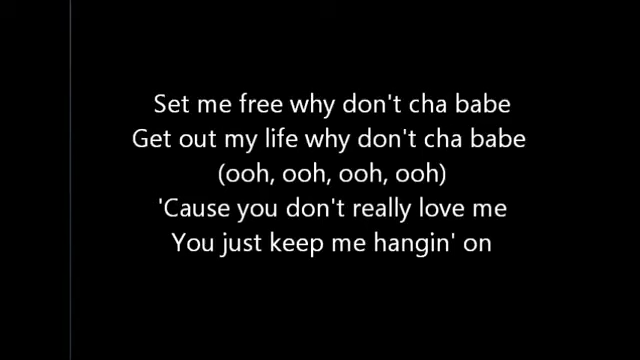 Set me free why don't cha babe
Get out my life why don't cha babe
(ooh, ooh, ooh, ooh)
'Cause you don't really love me
You just keep me hangin' on